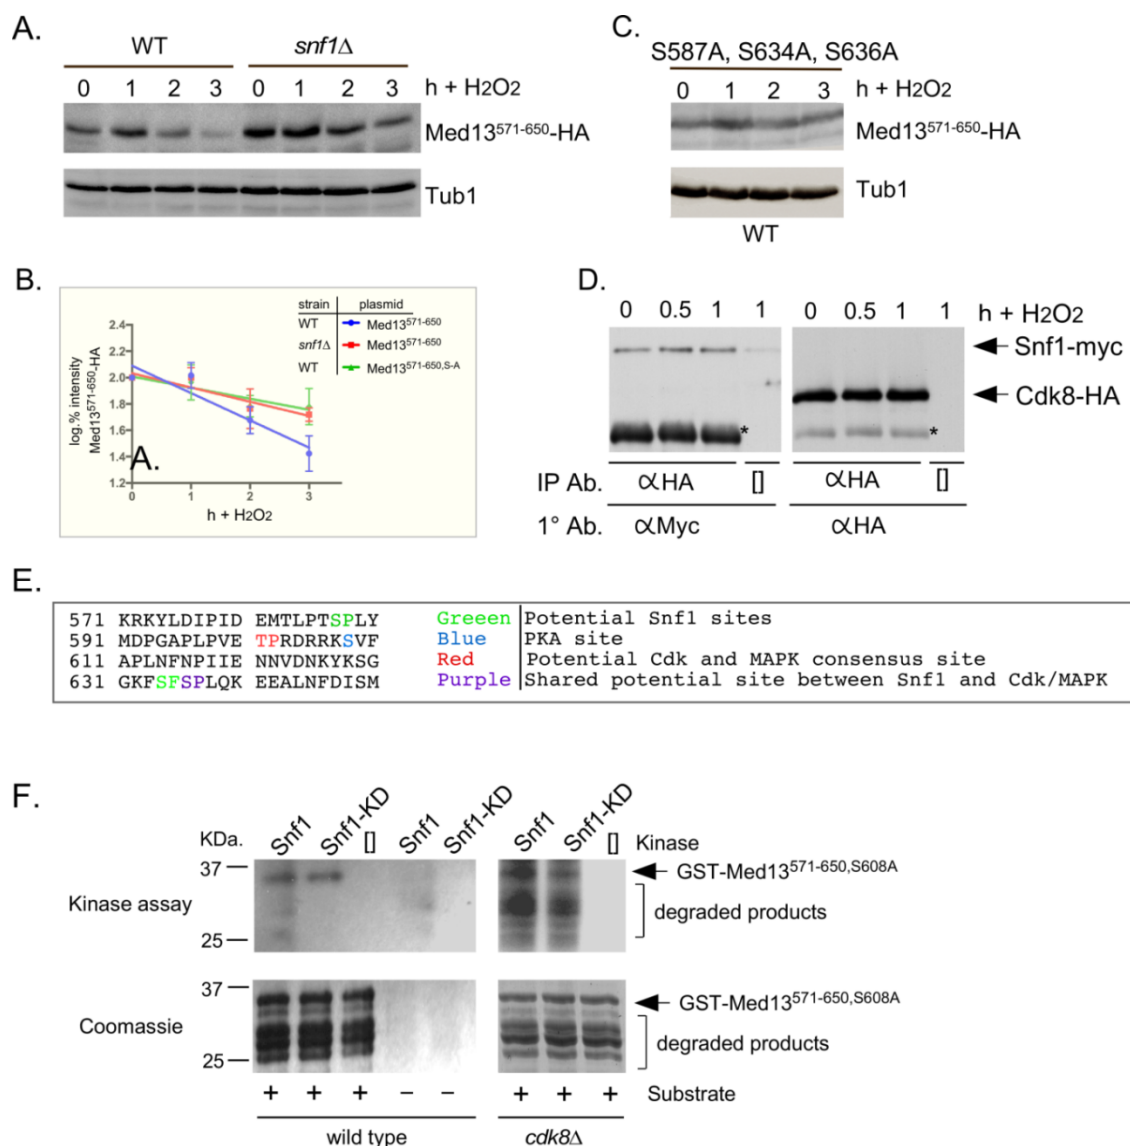 A.
WT snf1Δ
0 1 2 3 0 1 2 3 h + H2O2
Med13571-650-HA
Tub1
C.
S587A, S634A, S636A
0 1 2 3 h + H2O2
Med13571-650-HA
Tub1
WT
B.
strain plasmid
WT Med13571-650
snf1Δ Med13571-650
WT Med13571-650,S-A
log.% intensity
Med13571-650-HA
2.4
2.2
2.0
1.8
1.6
1.4
1.2
A.
0 1 2 3
h + H2O2
D.
0 0.5 1 1 0 0.5 1 1 h + H2O2
Snf1-myc
Cdk8-HA
* *
IP Ab. αHA [] αHA []
1° Ab. αMyc αHA
E.
571 KRKYLDIPID EMTLPTSPLY Greeen Potential Snf1 sites
591 MDPGAPLPVE TPRDRRKSVF Blue PKA site
611 APLNFNPIIE NNVDNKYKSG Red Potential Cdk and MAPK consensus site
631 GKFSFSPLQK EEALNFDISM Purple Shared potential site between Snf1 and Cdk/MAPK
F.
KDa. Snf1 Snf1-KD [] Snf1 Snf1-KD Snf1 Snf1-KD [] Kinase
37
GST-Med13571-650,S608A
Kinase assay
degraded products
25
37
GST-Med13571-650,S608A
Coomassie
degraded products
25
+ + + – – + + + Substrate
wild type cdk8Δ